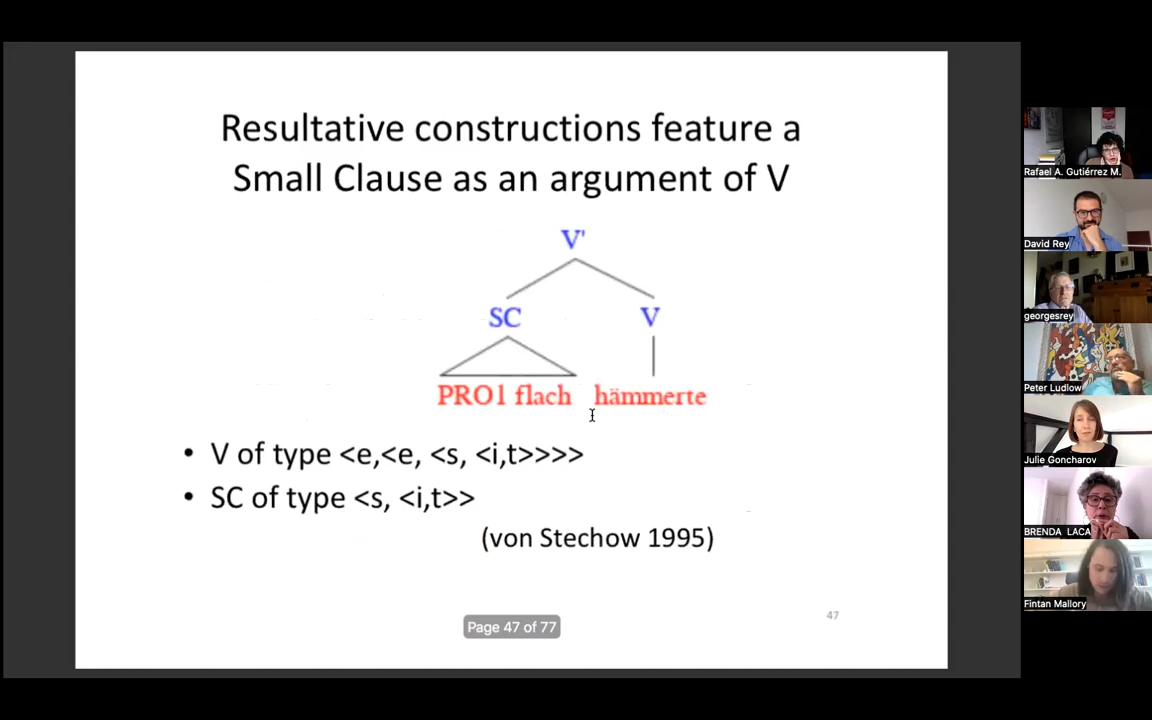 Resultative constructions feature a
Small Clause as an argument of V
V'
SC V
PRO1 flach hämmerte
• V of type <e,<e, <s, <i,t>>>>
• SC of type <s, <i,t>>
(von Stechow 1995)
47
Page 47 of 77
Rafael A. Gutiérrez M.
David Rey
georgesrey
Peter Ludlow
Julie Goncharov
BRENDA LACA
Fintan Mallory